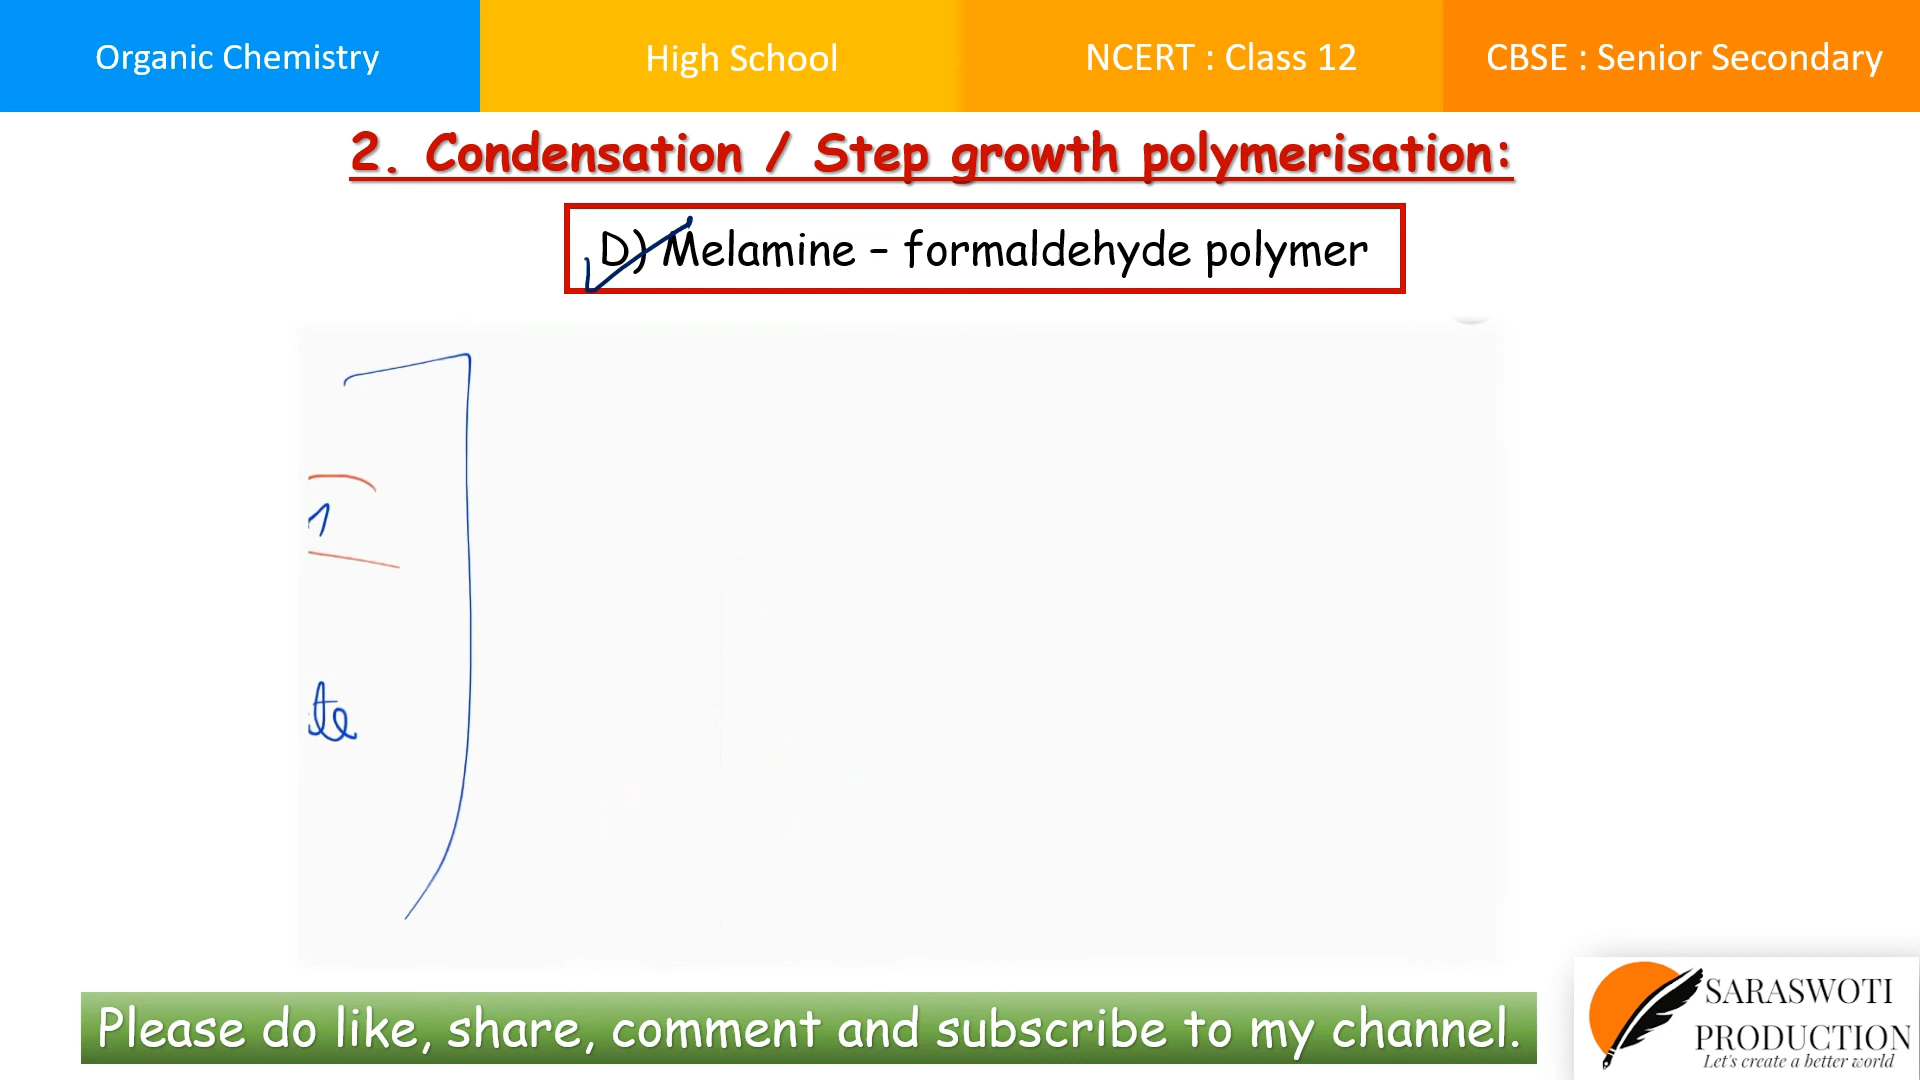 Organic Chemistry
High School
NCERT : Class 12
CBSE : Senior Secondary
2. Condensation / Step growth polymerisation:
D) Melamine – formaldehyde polymer
te
Please do like, share, comment and subscribe to my channel.
SARASWOTI
PRODUCTION
Let's create a better world